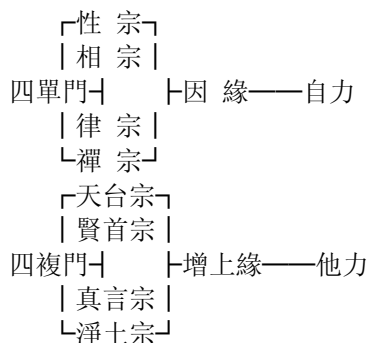 ┌性 宗┐
│相 宗│
四單門┤ ├因 緣──自力
│律 宗│
└禪 宗┘
┌天台宗┐
│賢首宗│
四複門┤ ├增上緣──他力
│真言宗│
└淨土宗┘